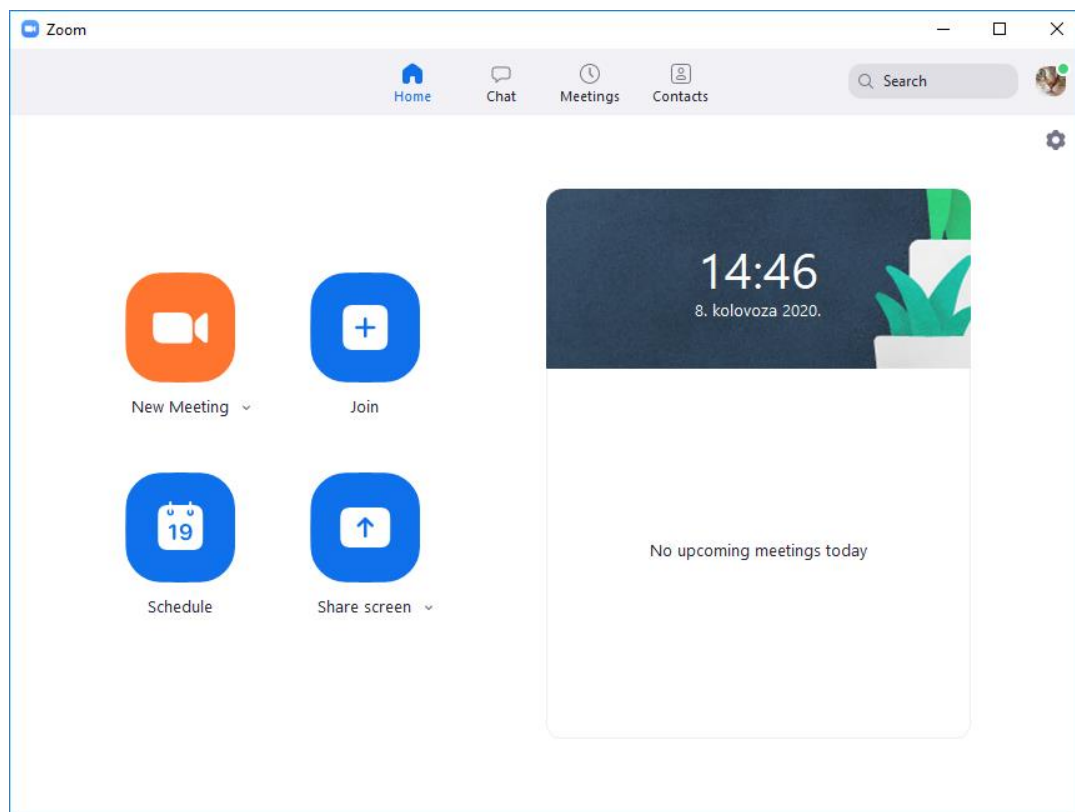 Zoom
Home
Chat
Meetings
Contacts
Search
14:46
8. kolovoza 2020.
New Meeting
Join
19
Schedule
Share screen
No upcoming meetings today